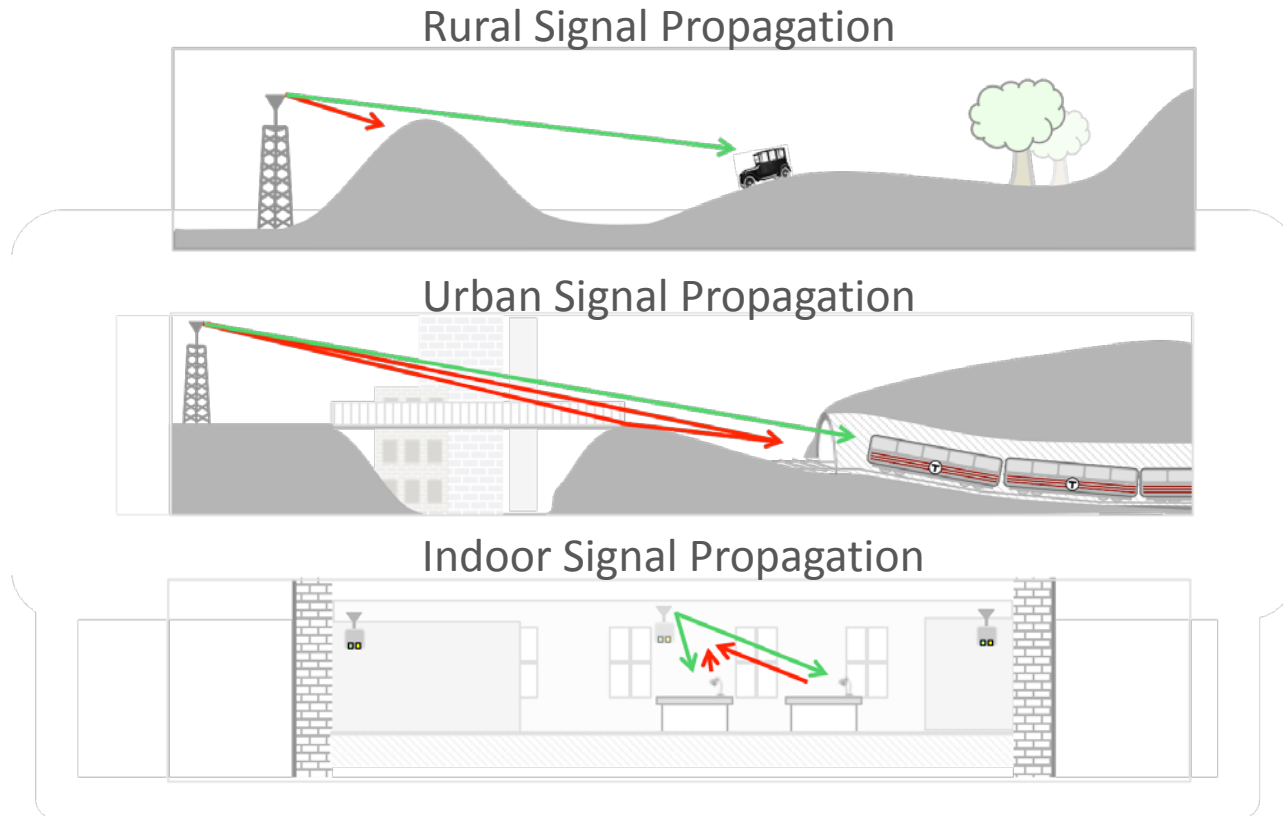 Rural Signal Propagation
Urban Signal Propagation
T
T
Indoor Signal Propagation